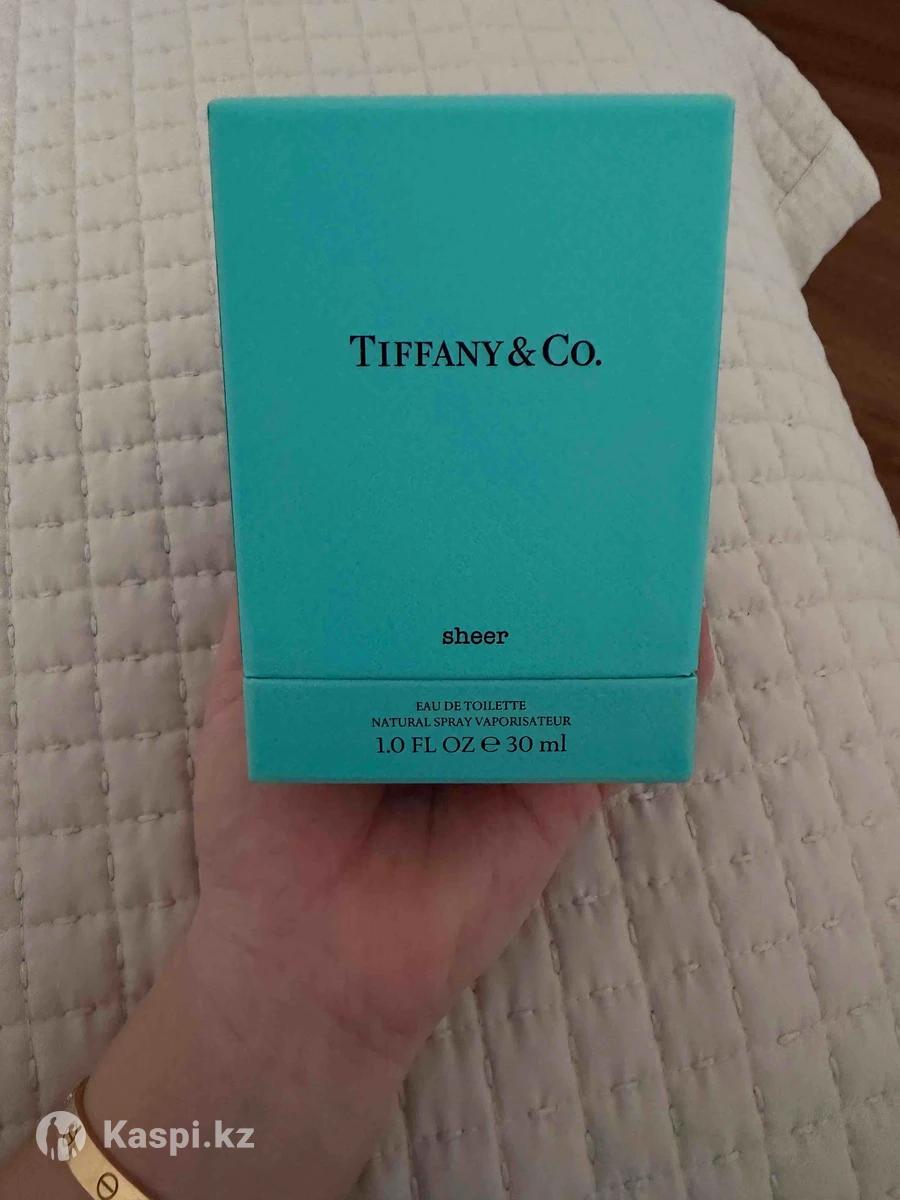 TIFFANY & CO.
sheer
EAU DE TOILETTE
NATURAL SPRAY VAPORISATEUR
1.0 FL OZ ℮ 30 ml
Kaspi.kz